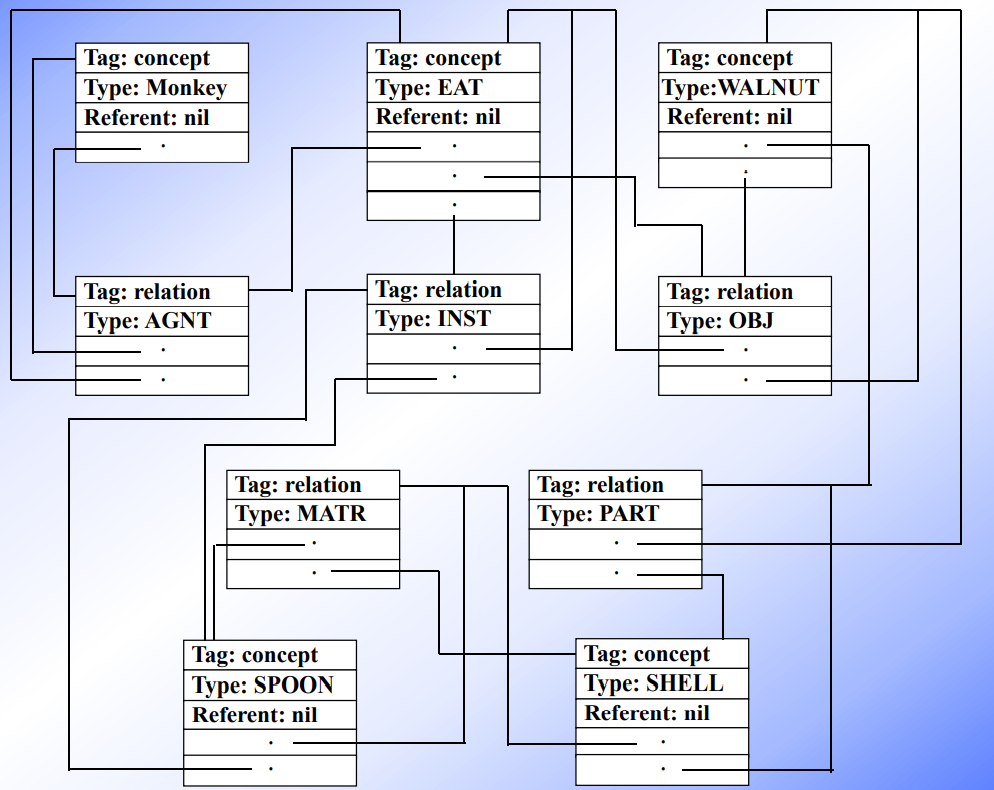 Tag: concept
Type: Monkey
Referent: nil
Tag: concept
Type: EAT
Referent: nil
Tag: concept
Type:WALNUT
Referent: nil
Tag: relation
Type: AGNT
Tag: relation
Type: INST
Tag: relation
Type: OBJ
Tag: relation
Type: MATR
Tag: relation
Type: PART
Tag: concept
Type: SPOON
Referent: nil
Tag: concept
Type: SHELL
Referent: nil